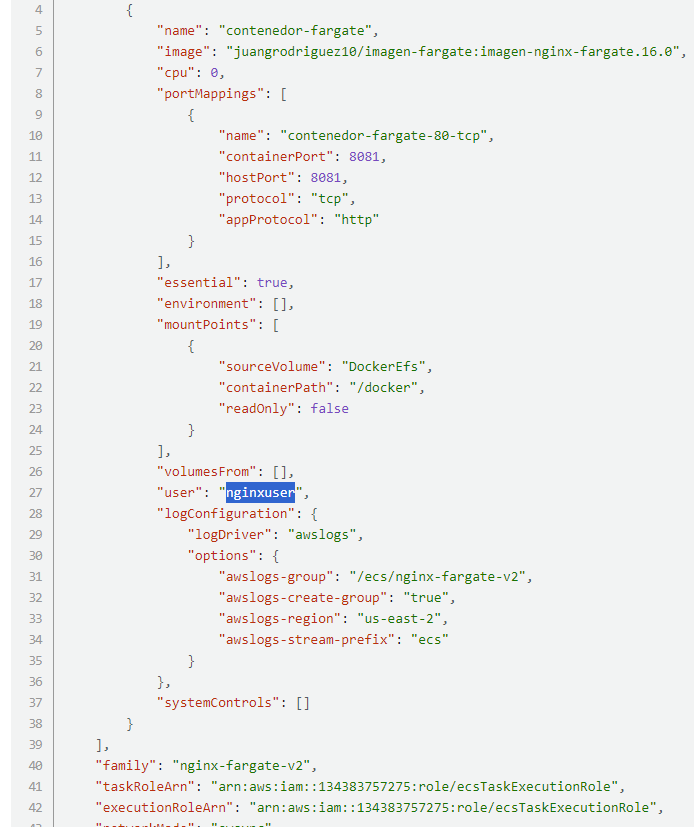 4 {
5 "name": "contenedor-fargate",
6 "image": "juangrodriguez10/imagen-fargate:imagen-nginx-fargate.16.0",
7 "cpu": 0,
8 "portMappings": [
9 {
10 "name": "contenedor-fargate-80-tcp",
11 "containerPort": 8081,
12 "hostPort": 8081,
13 "protocol": "tcp",
14 "appProtocol": "http"
15 }
16 ],
17 "essential": true,
18 "environment": [],
19 "mountPoints": [
20 {
21 "sourceVolume": "DockerEfs",
22 "containerPath": "/docker",
23 "readOnly": false
24 }
25 ],
26 "volumesFrom": [],
27 "user": "nginxuser",
28 "logConfiguration": {
29 "logDriver": "awslogs",
30 "options": {
31 "awslogs-group": "/ecs/nginx-fargate-v2",
32 "awslogs-create-group": "true",
33 "awslogs-region": "us-east-2",
34 "awslogs-stream-prefix": "ecs"
35 }
36 },
37 "systemControls": []
38 }
39 ],
40 "family": "nginx-fargate-v2",
41 "taskRoleArn": "arn:aws:iam::134383757275:role/ecsTaskExecutionRole",
42 "executionRoleArn": "arn:aws:iam::134383757275:role/ecsTaskExecutionRole",